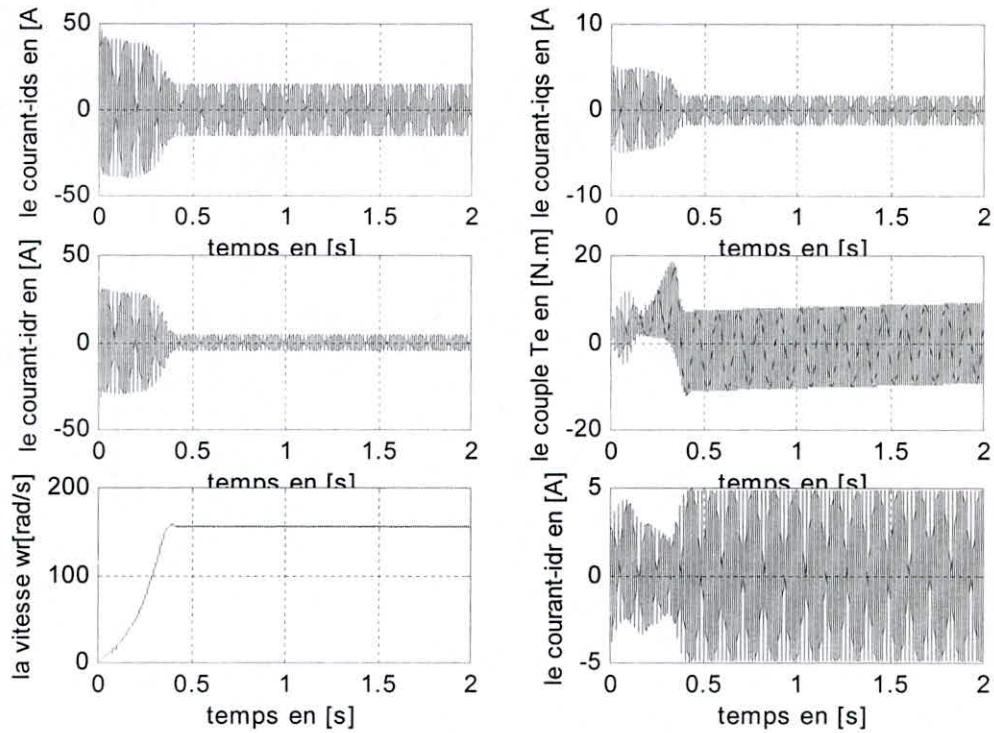 le courant-ids en [A
50
0
-50
0 0.5 1 1.5 2
temps en [s]
le courant-iqs en [A
10
0
-10
0 0.5 1 1.5 2
temps en [s]
le courant-idr en [A]
50
0
-50
0 0.5 1 1.5 2
temps en [s]
le couple Te en [N.m]
20
0
-20
0 0.5 1 1.5 2
temps en [s]
la vitesse wr[rad/s]
200
100
0
0 0.5 1 1.5 2
temps en [s]
le courant-idr en [A]
5
0
-5
0 0.5 1 1.5 2
temps en [s]